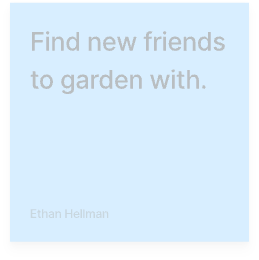 Find new friends
to garden with.
Ethan Hellman